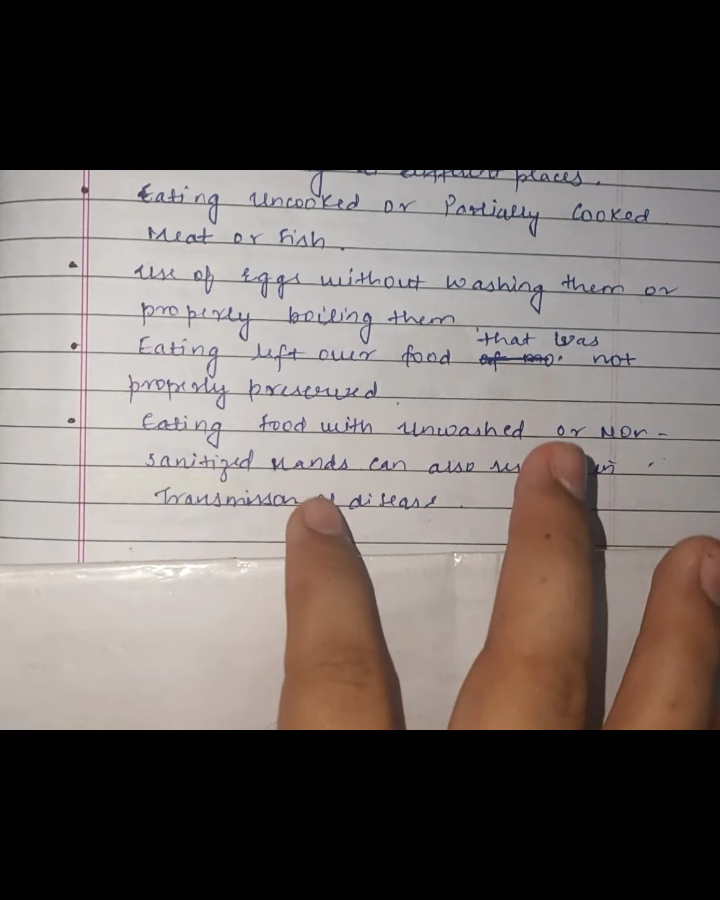 places.
Eating uncooked or Partially Cooked
Meat or Fish.
use of Eggs without washing them or
properly boiling them
that was
Eating left over food not
properly preserved.
Eating food with unwashed or Non-
sanitized Hands can also in
Transmisson disease.